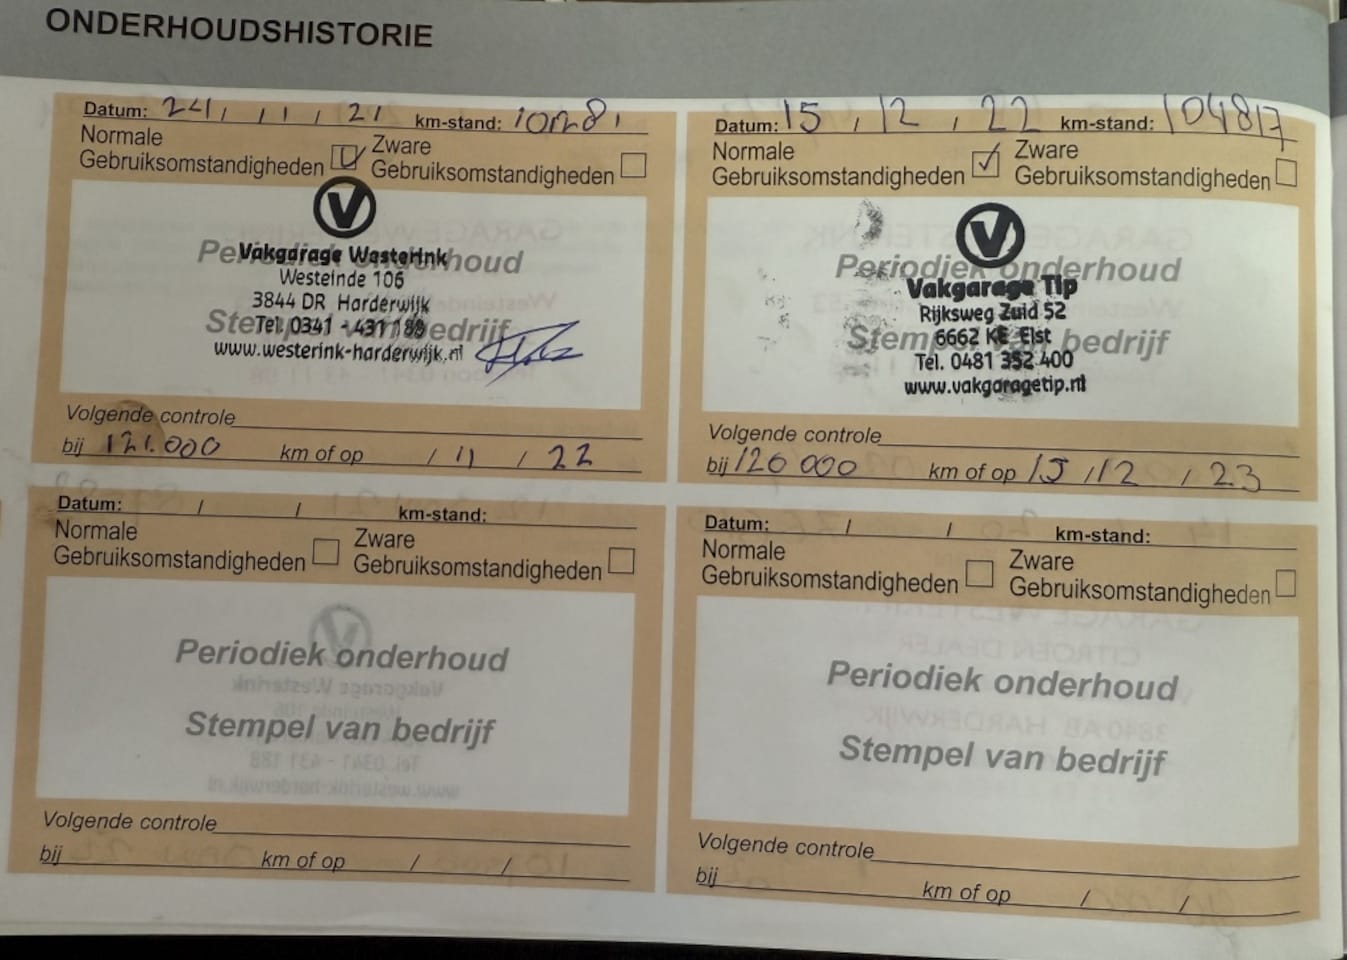 ONDERHOUDSHISTORIE
Datum: 24 / 11 / 21 km-stand:
Normale Gebruiksomstandigheden Zware Gebruiksomstandigheden
Periodiek onderhoud
Stempel van bedrijf
Vakgarage Westerink
Westeinde 106
3844 DR Harderwijk
Tel. 0341 - 431 188
www.westerink-harderwijk.nl
Volgende controle
bij 121.000 km of op / 11 / 22
Datum: 15 / 12 / 22 km-stand: 104817
Normale Gebruiksomstandigheden Zware Gebruiksomstandigheden
Periodiek onderhoud
Stempel van bedrijf
Vakgarage Tip
Rijksweg Zuid 52
6662 KE Elst
Tel. 0481 352 400
www.vakgaragetip.nl
Volgende controle
bij 126 000 km of op 15 / 12 / 23
Datum: / / km-stand:
Normale Gebruiksomstandigheden Zware Gebruiksomstandigheden
Periodiek onderhoud
Stempel van bedrijf
Volgende controle
bij km of op / /
Datum: / / km-stand:
Normale Gebruiksomstandigheden Zware Gebruiksomstandigheden
Periodiek onderhoud
Stempel van bedrijf
Volgende controle
bij km of op / /